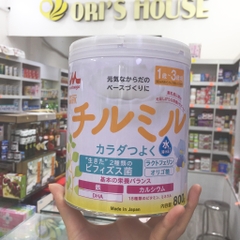 ORI'S HOUSE
元気なからだの
ベースづくりに
1歳~3歳
チルミル
カラダつよく
"生きた"2種類の
ビフィズス菌
ラクトフェリン
オリゴ糖
基本の栄養バランス
鉄
カルシウム
DHA
Made in Japan
800